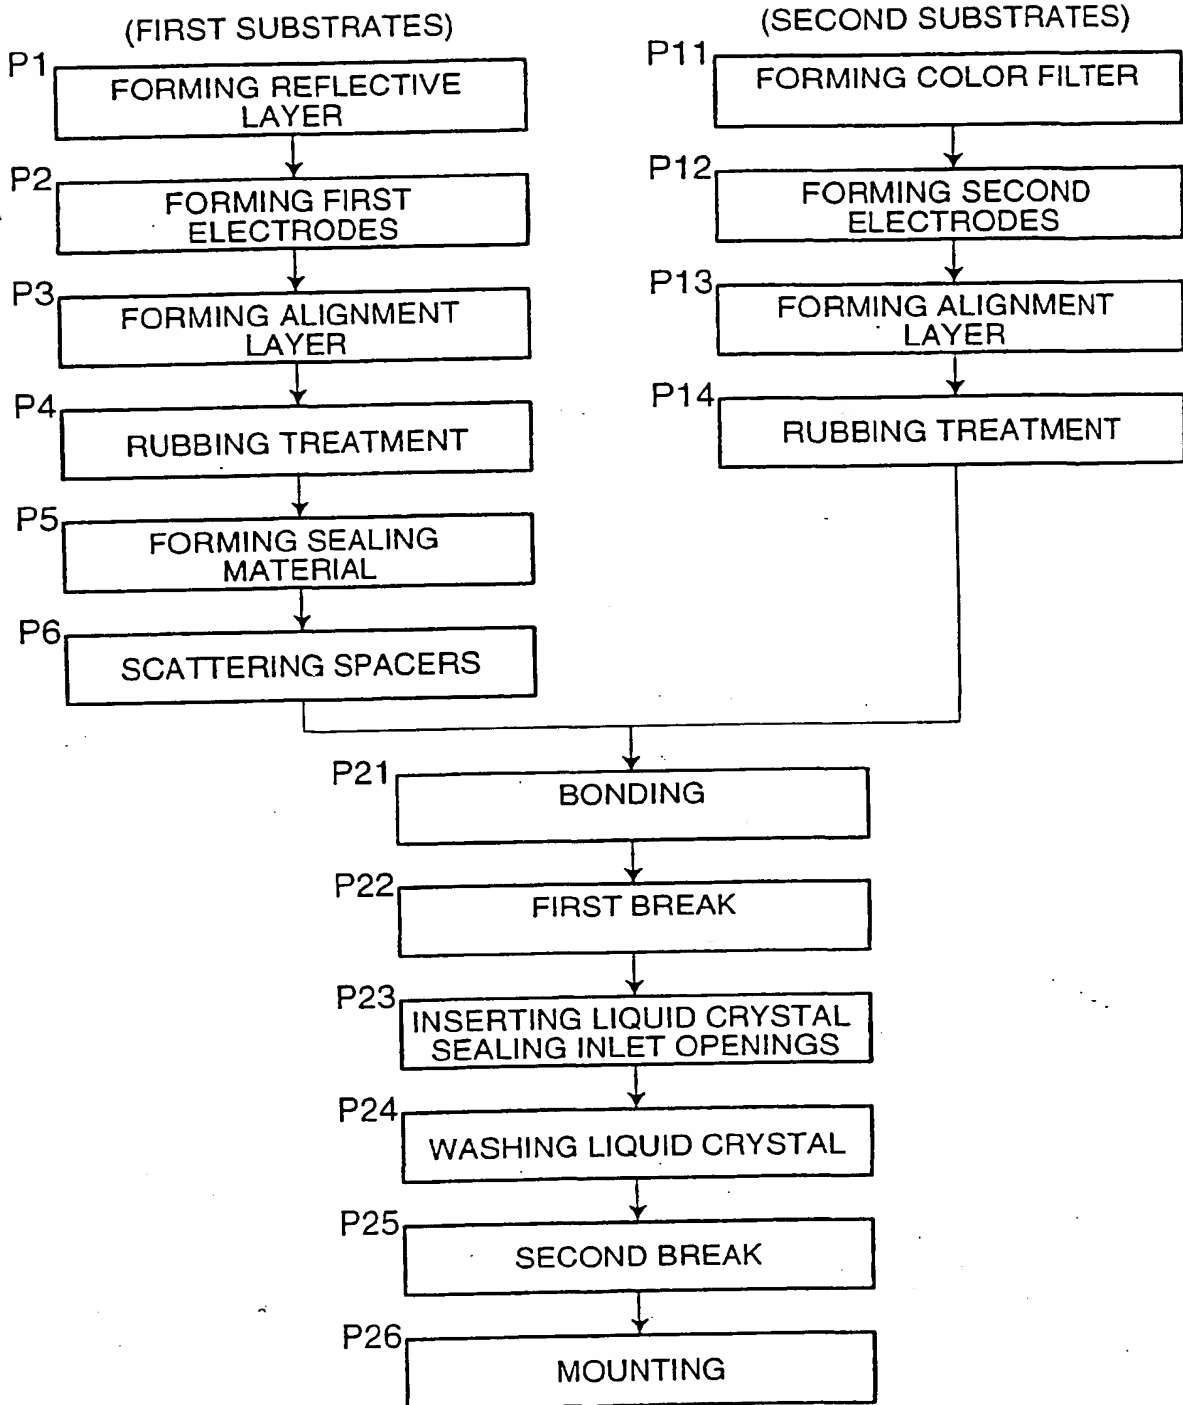 (FIRST SUBSTRATES)
P1
FORMING REFLECTIVE
LAYER
P2
FORMING FIRST
ELECTRODES
P3
FORMING ALIGNMENT
LAYER
P4
RUBBING TREATMENT
P5
FORMING SEALING
MATERIAL
P6
SCATTERING SPACERS
(SECOND SUBSTRATES)
P11
FORMING COLOR FILTER
P12
FORMING SECOND
ELECTRODES
P13
FORMING ALIGNMENT
LAYER
P14
RUBBING TREATMENT
P21
BONDING
P22
FIRST BREAK
P23
INSERTING LIQUID CRYSTAL
SEALING INLET OPENINGS
P24
WASHING LIQUID CRYSTAL
P25
SECOND BREAK
P26
MOUNTING